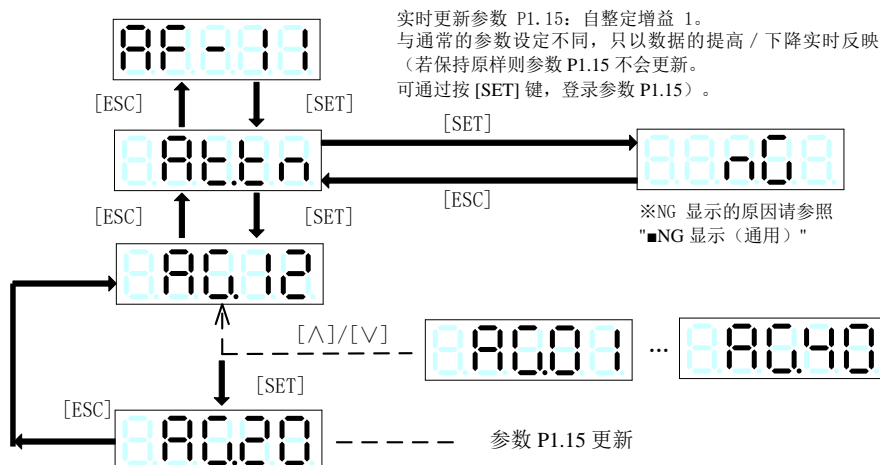 实时更新参数 P1.15：自整定增益 1。
与通常的参数设定不同，只以数据的提高 / 下降实时反映
（若保持原样则参数 P1.15 不会更新。
可通过按 [SET] 键，登录参数 P1.15）。
AF-11
[ESC] [SET]
At.tn
[SET]
[ESC]
nG
※NG 显示的原因请参照
"■NG 显示（通用）"
[ESC] [SET]
AG.12
[∧]/[∨]
AG.01 … AG.40
[SET]
[ESC]
AG.20
参数 P1.15 更新